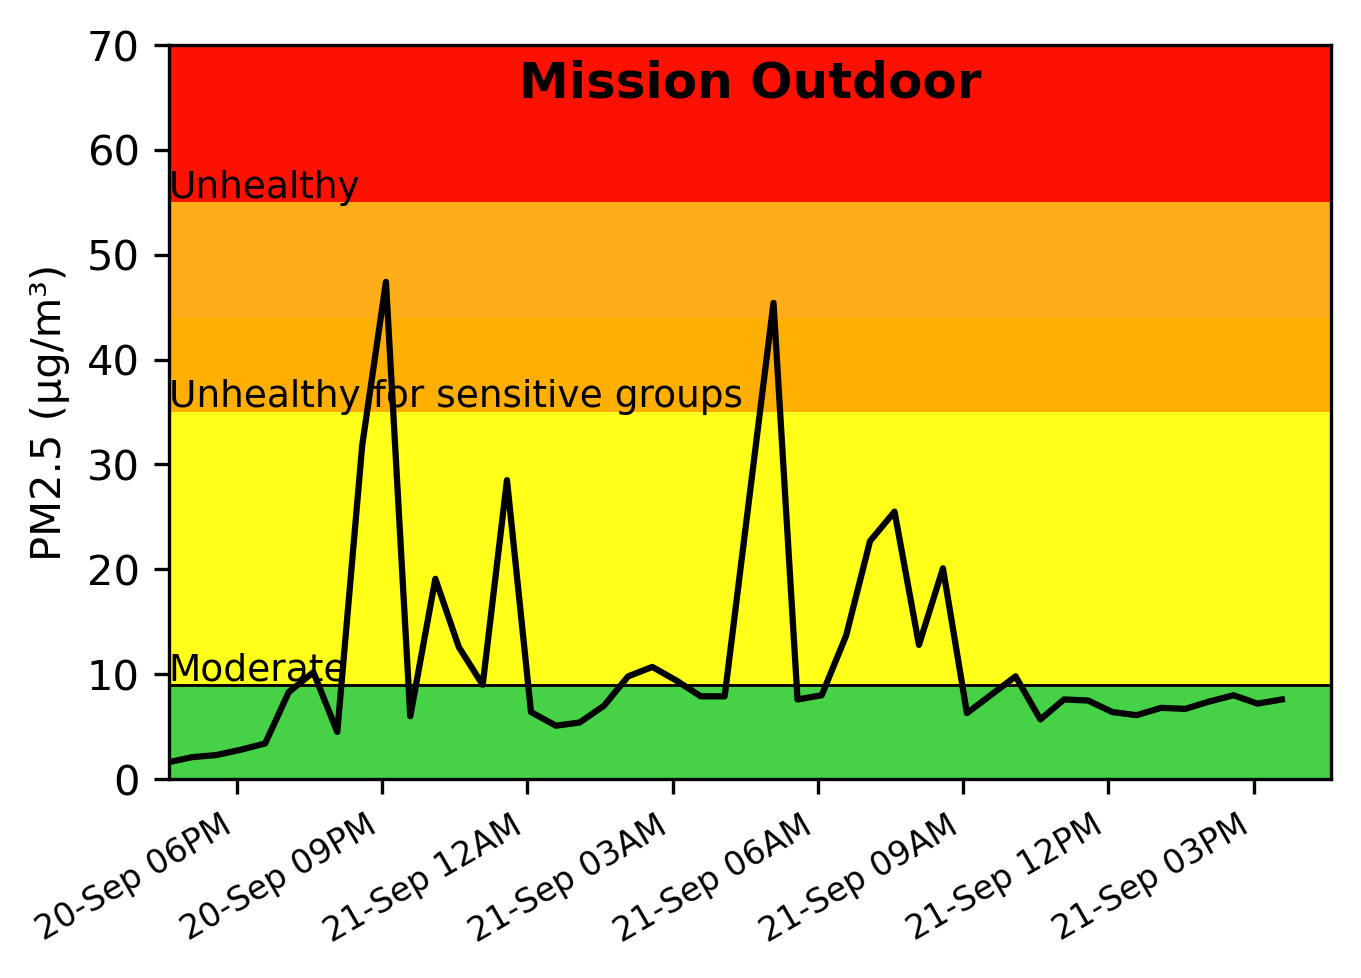 Mission Outdoor
PM2.5 (µg/m³)
70
60
50
40
30
20
10
0
Unhealthy
Unhealthy for sensitive groups
Moderate
20-Sep 06PM
20-Sep 09PM
21-Sep 12AM
21-Sep 03AM
21-Sep 06AM
21-Sep 09AM
21-Sep 12PM
21-Sep 03PM